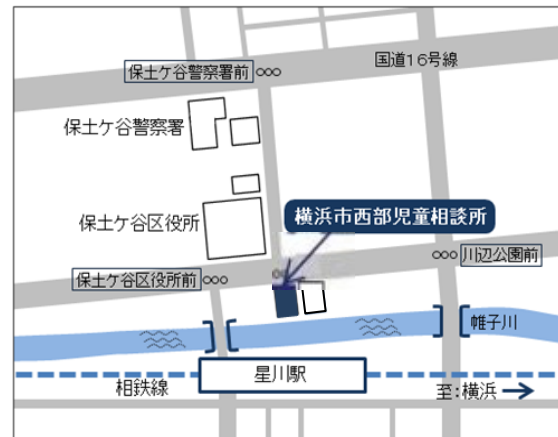 国道16号線
保土ケ谷警察署前
保土ケ谷警察署
横浜市西部児童相談所
保土ケ谷区役所
川辺公園前
保土ケ谷区役所前
帷子川
星川駅
相鉄線
至:横浜